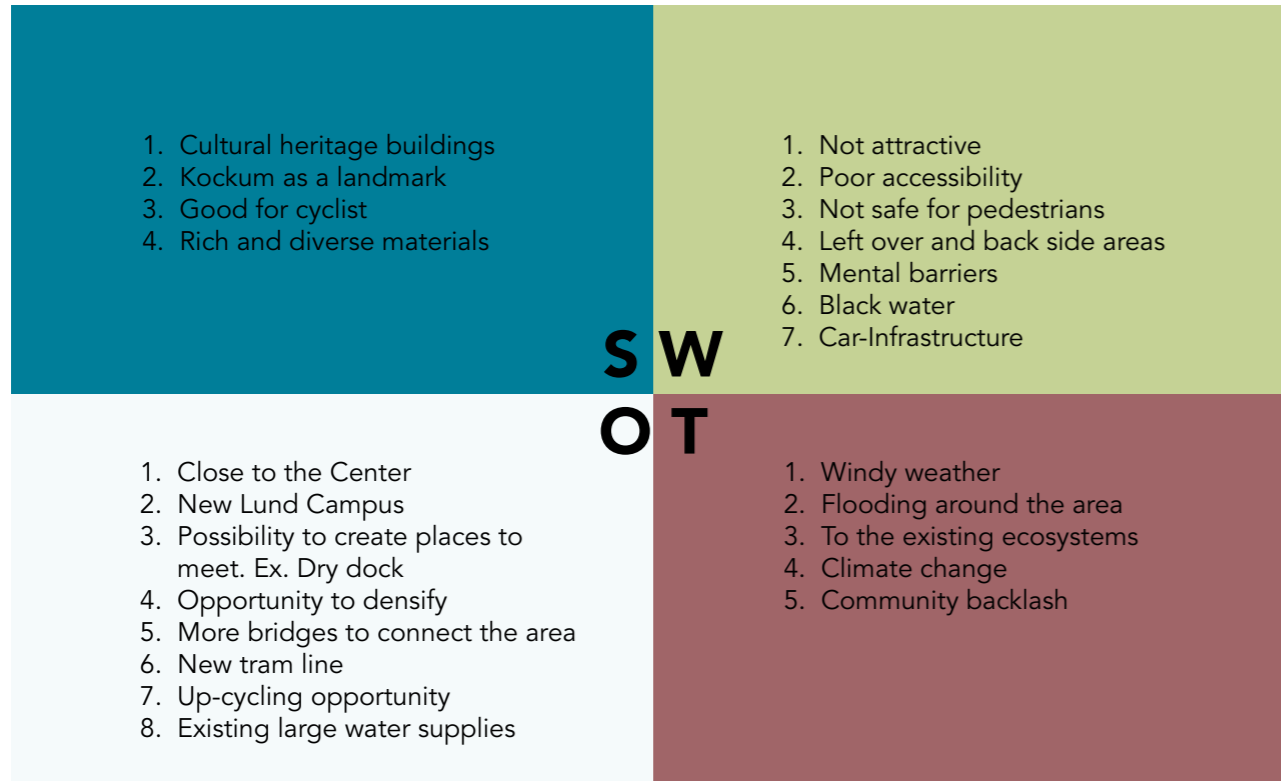 1. Cultural heritage buildings
2. Kockum as a landmark
3. Good for cyclist
4. Rich and diverse materials
1. Not attractive
2. Poor accessibility
3. Not safe for pedestrians
4. Left over and back side areas
5. Mental barriers
6. Black water
7. Car-Infrastructure
S W
O T
1. Close to the Center
2. New Lund Campus
3. Possibility to create places to
meet. Ex. Dry dock
4. Opportunity to densify
5. More bridges to connect the area
6. New tram line
7. Up-cycling opportunity
8. Existing large water supplies
1. Windy weather
2. Flooding around the area
3. To the existing ecosystems
4. Climate change
5. Community backlash